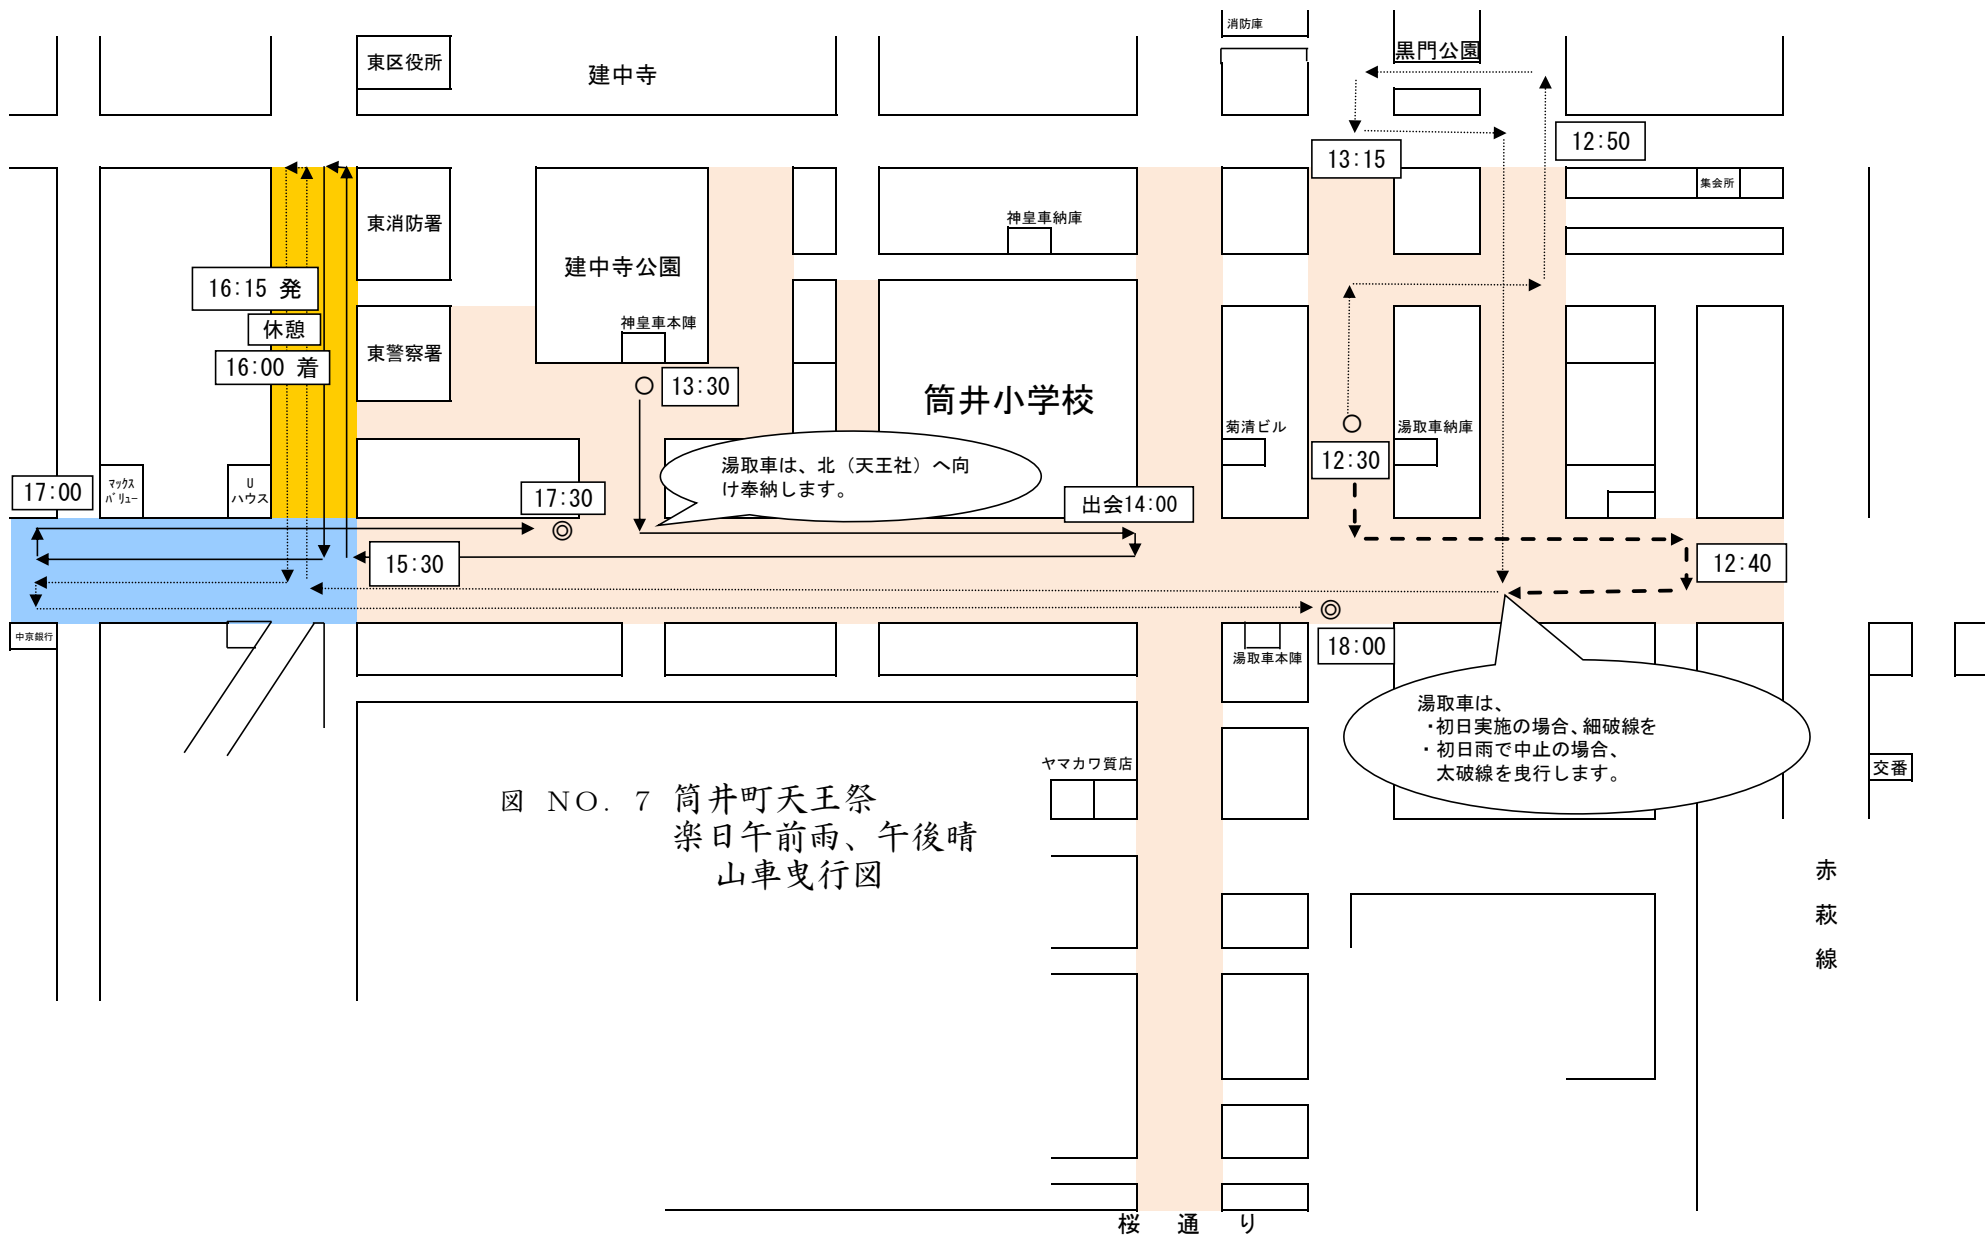 消防庫
黒門公園
東区役所
建中寺
12:50
13:15
集会所
東消防署
神皇車納庫
建中寺公園
16:15 発
休憩
16:00 着
神皇車本陣
東警察署
13:30
筒井小学校
菊清ビル
湯取車納庫
12:30
湯取車は、北（天王社）へ向
け奉納します。
17:00
マックス
バリュー
U
ハウス
17:30
出会14:00
15:30
12:40
中京銀行
18:00
湯取車本陣
湯取車は、
・初日実施の場合、細破線を
・初日雨で中止の場合、
太破線を曳行します。
ヤマカワ質店
交番
図 NO. 7 筒井町天王祭
楽日午前雨、午後晴
山車曳行図
赤萩線
桜通り